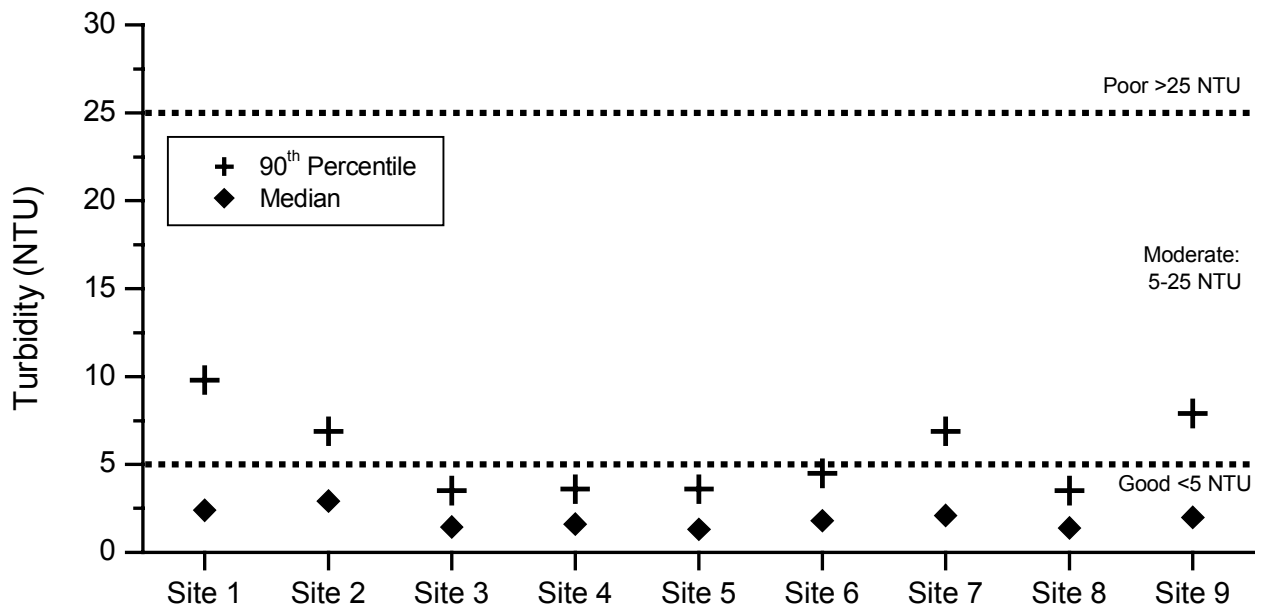 30
Poor >25 NTU
25
90th Percentile
Median
20
Turbidity (NTU)
Moderate:
5-25 NTU
15
10
5
Good <5 NTU
0
Site 1 Site 2 Site 3 Site 4 Site 5 Site 6 Site 7 Site 8 Site 9